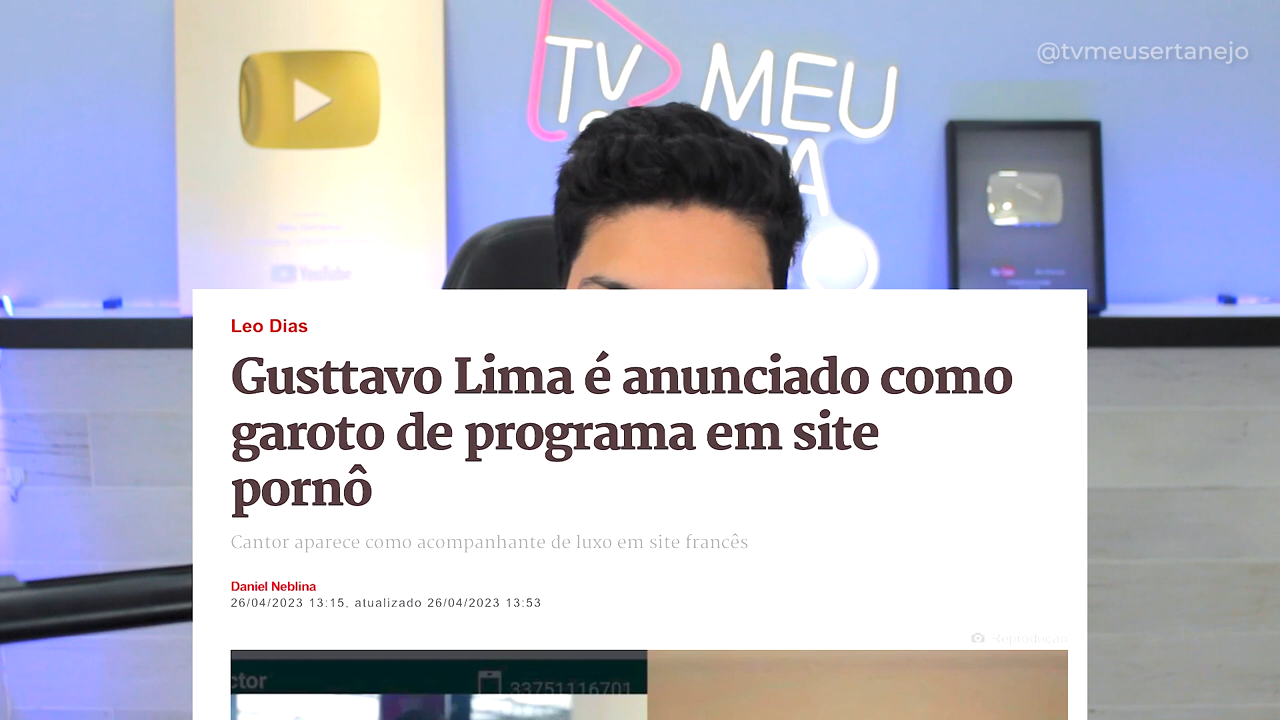 @tvmeusertanejo
TV MEU
YouTube
Leo Dias
Gusttavo Lima é anunciado como
garoto de programa em site
pornô
Cantor aparece como acompanhante de luxo em site francês
Daniel Neblina
26/04/2023 13:15, atualizado 26/04/2023 13:53
Reprodução
ctor
33751116701